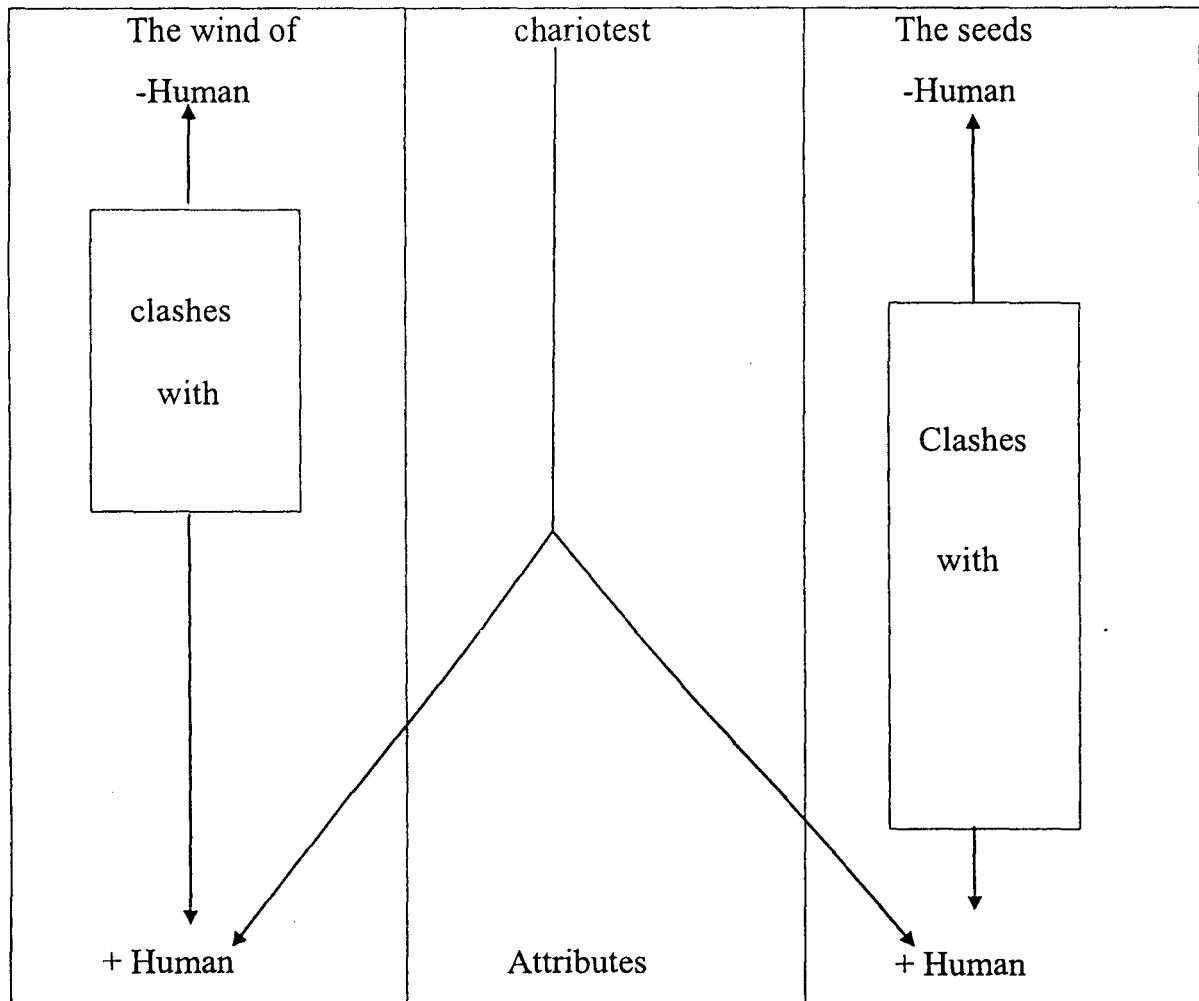 The wind of
-Human
clashes
with
+ Human
chariotest
Attributes
The seeds
-Human
Clashes
with
+ Human